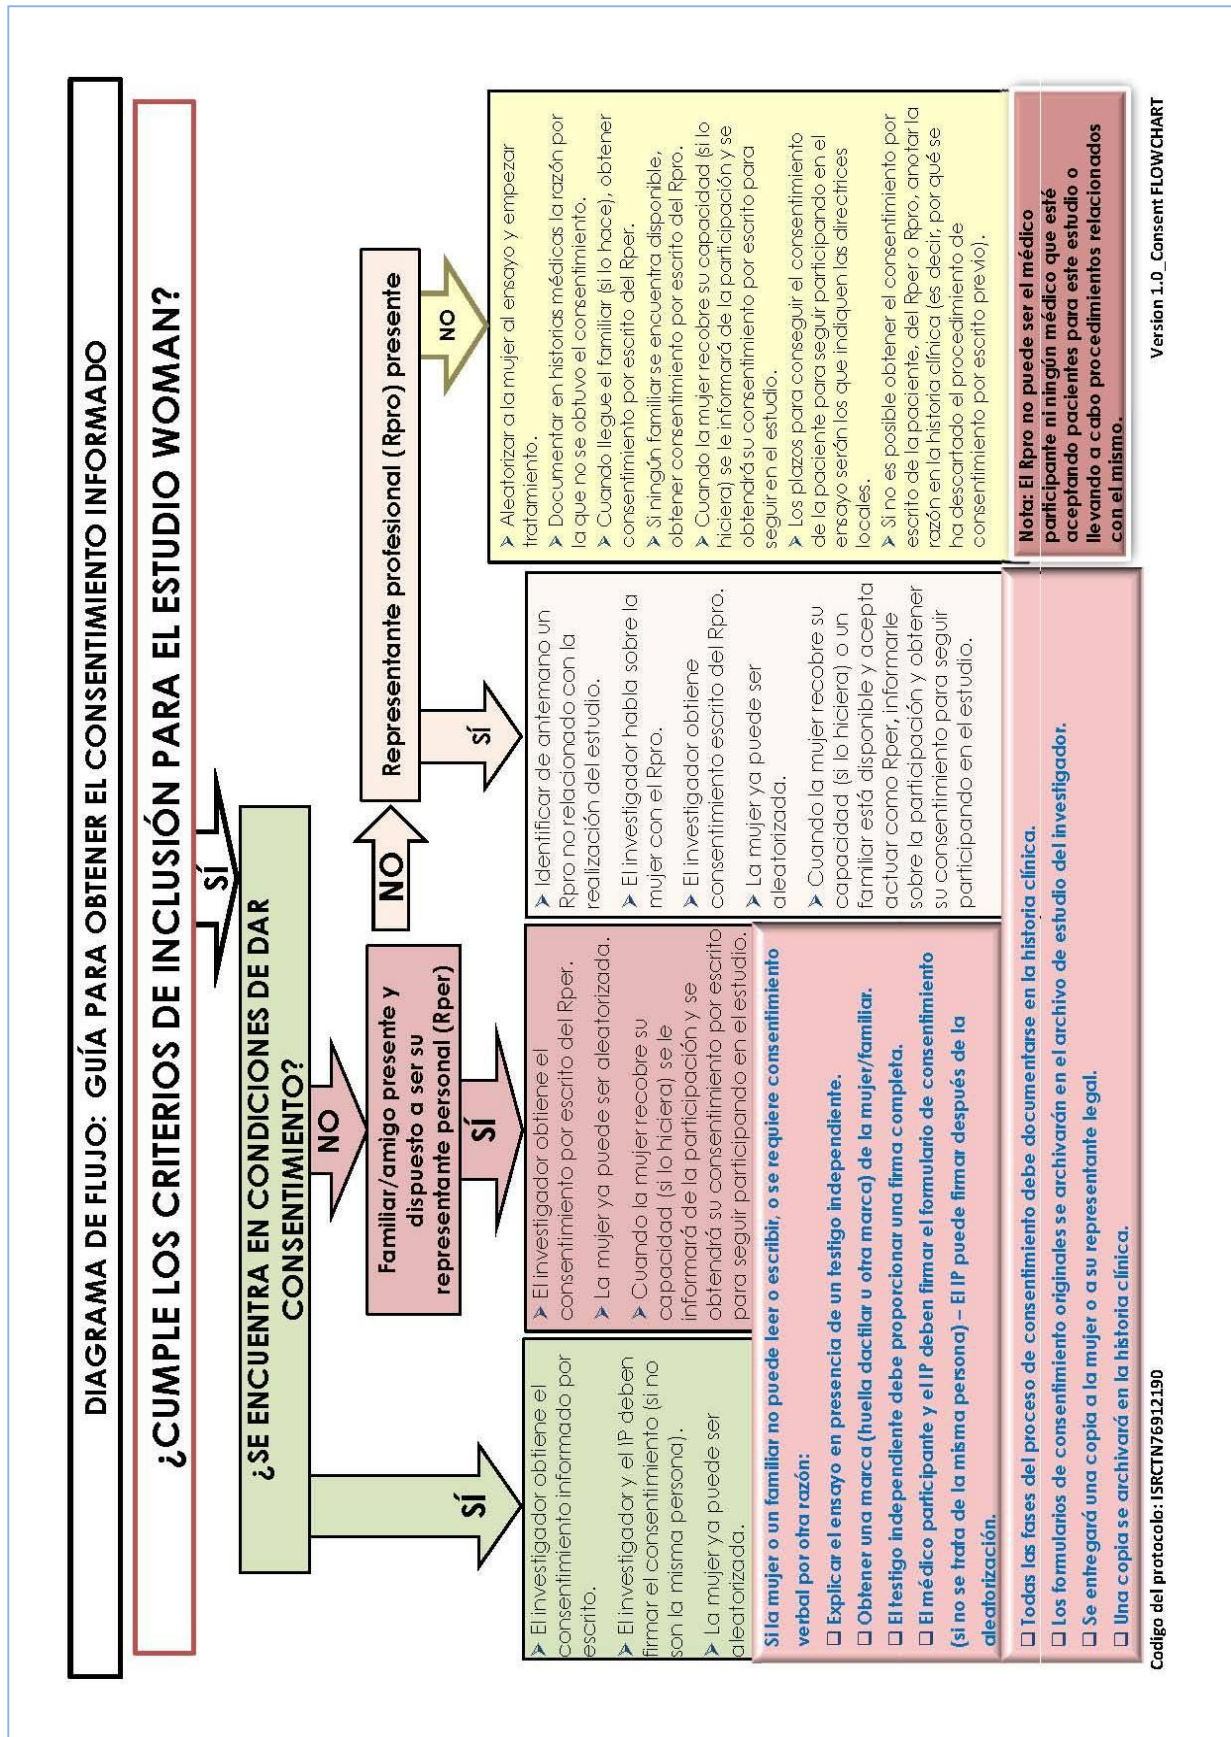 DIAGRAMA DE FLUJO: GUÍA PARA OBTENER EL CONSENTIMIENTO INFORMADO
¿CUMPLE LOS CRITERIOS DE INCLUSIÓN PARA EL ESTUDIO WOMAN?
SÍ
¿SE ENCUENTRA EN CONDICIONES DE DAR
CONSENTIMIENTO?
SÍ
NO
Familiar/amigo presente y
dispuesto a ser su
representante personal (Rper)
SÍ
NO
Representante profesional (Rpro) presente
SÍ
NO
➢ El investigador obtiene el
consentimiento informado por
escrito.
➢ El investigador y el IP deben
firmar el consentimiento (si no
son la misma persona).
➢ La mujer ya puede ser
aleatorizada.
➢ El investigador obtiene el
consentimiento por escrito del Rper.
➢ La mujer ya puede ser aleatorizada.
➢ Cuando la mujer recobre su
capacidad (si lo hiciera) se le
informará de la participación y se
obtendrá su consentimiento por escrito
para seguir participando en el estudio.
➢ Identificar de antemano un
Rpro no relacionado con la
realización del estudio.
➢ El investigador habla sobre la
mujer con el Rpro.
➢ El investigador obtiene
consentimiento escrito del Rpro.
➢ La mujer ya puede ser
aleatorizada.
➢ Cuando la mujer recobre su
capacidad (si lo hiciera) o un
familiar está disponible y acepta
actuar como Rper, informarle
sobre la participación y obtener
su consentimiento para seguir
participando en el estudio.
➢ Aleatorizar a la mujer al ensayo y empezar
tratamiento.
➢ Documentar en historias médicas la razón por
la que no se obtuvo el consentimiento.
➢ Cuando llegue el familiar (si lo hace), obtener
consentimiento por escrito del Rper.
➢ Si ningún familiar se encuentra disponible,
obtener consentimiento por escrito del Rpro.
➢ Cuando la mujer recobre su capacidad (si lo
hiciera) se le informará de la participación y se
obtendrá su consentimiento por escrito para
seguir en el estudio.
➢ Los plazos para conseguir el consentimiento
de la paciente para seguir participando en el
ensayo serán los que indiquen las directrices
locales.
➢ Si no es posible obtener el consentimiento por
escrito de la paciente, del Rper o Rpro, anotar la
razón en la historia clínica (es decir, por qué se
ha descartado el procedimiento de
consentimiento por escrito previo).
Si la mujer o un familiar no puede leer o escribir, o se requiere consentimiento
verbal por otra razón:
❑ Explicar el ensayo en presencia de un testigo independiente.
❑ Obtener una marca (huella dactilar u otra marca) de la mujer/familiar.
❑ El testigo independiente debe proporcionar una firma completa.
❑ El médico participante y el IP deben firmar el formulario de consentimiento
(si no se trata de la misma persona) – El IP puede firmar después de la
aleatorización.
❑ Todas las fases del proceso de consentimiento debe documentarse en la historia clínica.
❑ Los formularios de consentimiento originales se archivarán en el archivo de estudio del investigador.
❑ Se entregará una copia a la mujer o a su representante legal.
❑ Una copia se archivará en la historia clínica.
Nota: El Rpro no puede ser el médico
participante ni ningún médico que esté
aceptando pacientes para este estudio o
llevando a cabo procedimientos relacionados
con el mismo.
Codigo del protocolo: ISRCTN76912190
Version 1.0_Consent FLOWCHART